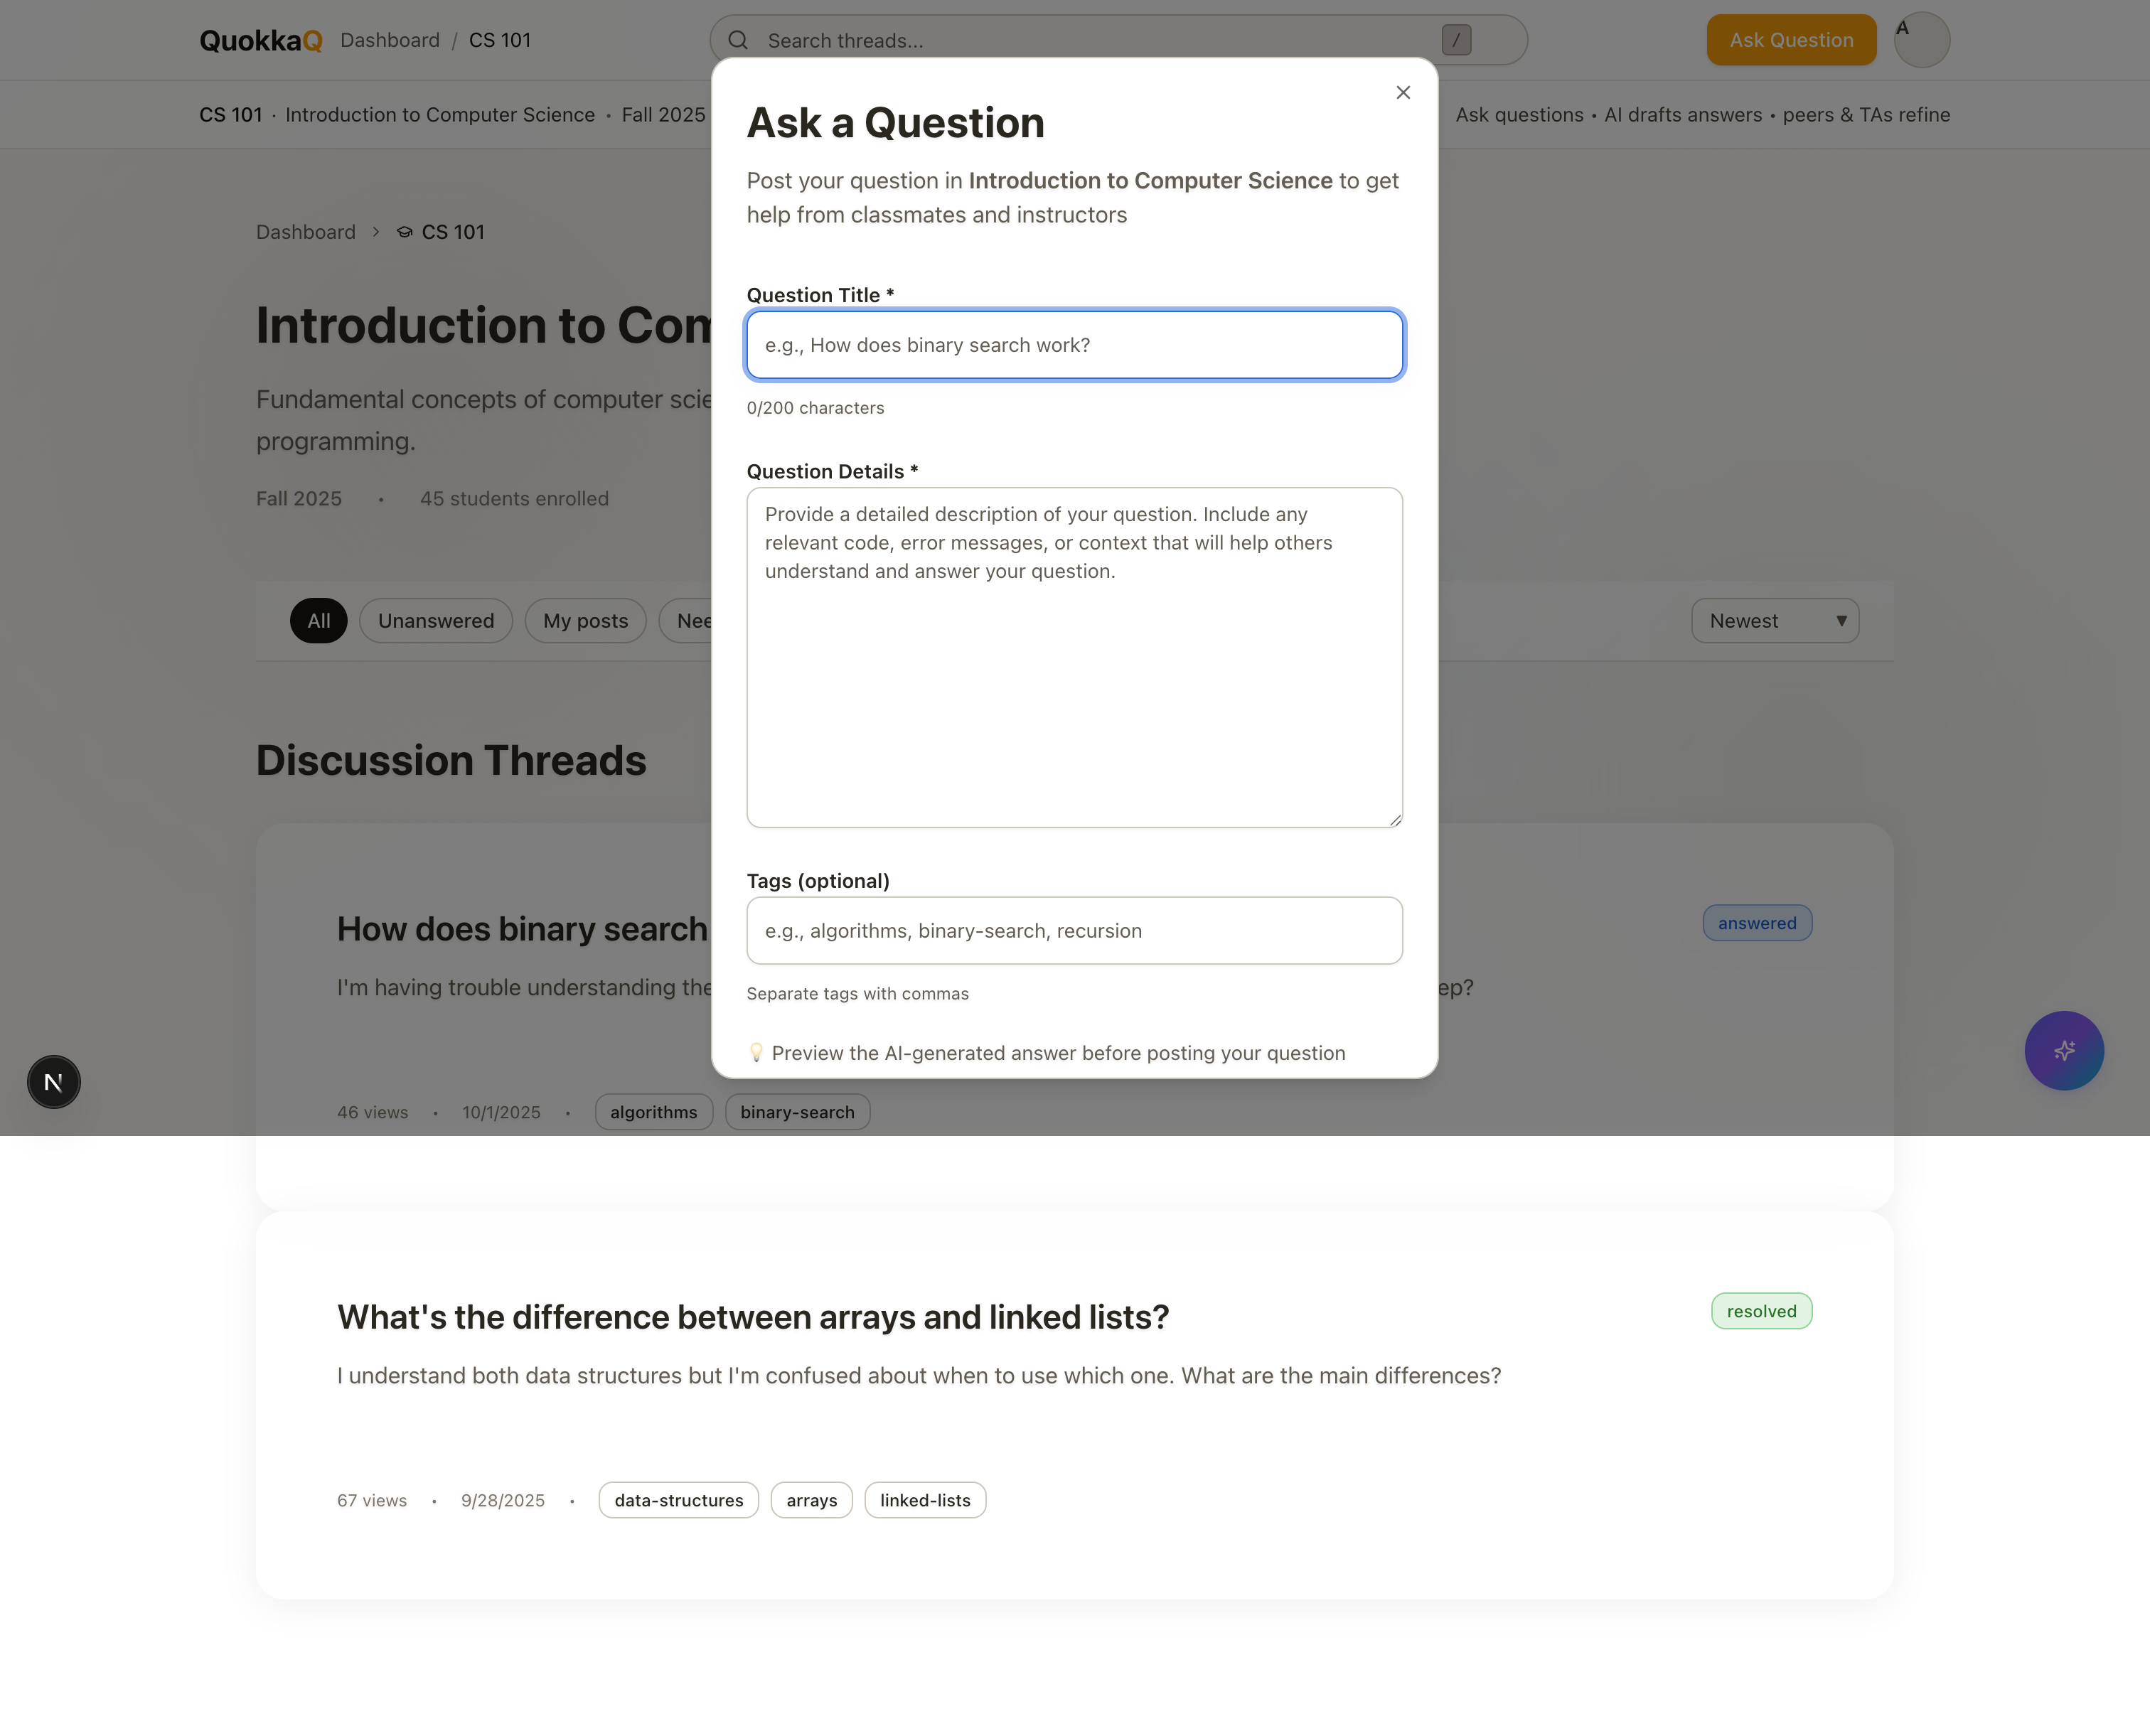 QuokkaQ Dashboard / CS 101
Search threads... /
Ask Question
A
CS 101 · Introduction to Computer Science • Fall 2025
Ask questions • AI drafts answers • peers & TAs refine
Dashboard > CS 101
Introduction to Com
Fundamental concepts of computer scie
programming.
Fall 2025 • 45 students enrolled
All Unanswered My posts Nee
Newest
Discussion Threads
How does binary search
answered
I'm having trouble understanding the
ep?
46 views • 10/1/2025 • algorithms binary-search
Ask a Question
Post your question in Introduction to Computer Science to get
help from classmates and instructors
Question Title *
e.g., How does binary search work?
0/200 characters
Question Details *
Provide a detailed description of your question. Include any
relevant code, error messages, or context that will help others
understand and answer your question.
Tags (optional)
e.g., algorithms, binary-search, recursion
Separate tags with commas
💡 Preview the AI-generated answer before posting your question
N
What's the difference between arrays and linked lists?
resolved
I understand both data structures but I'm confused about when to use which one. What are the main differences?
67 views • 9/28/2025 • data-structures arrays linked-lists